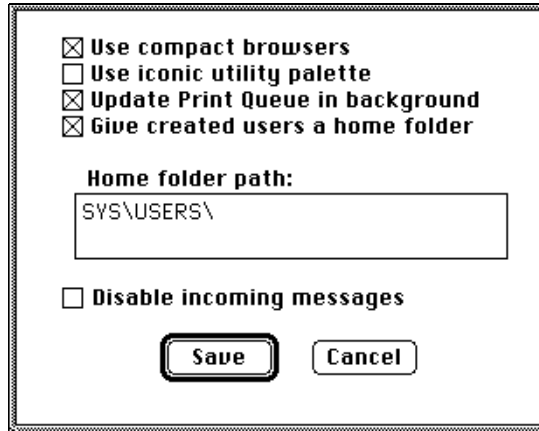 Use compact browsers
Use iconic utility palette
Update Print Queue in background
Give created users a home folder
Home folder path:
SYS\USERS\
Disable incoming messages
Save
Cancel